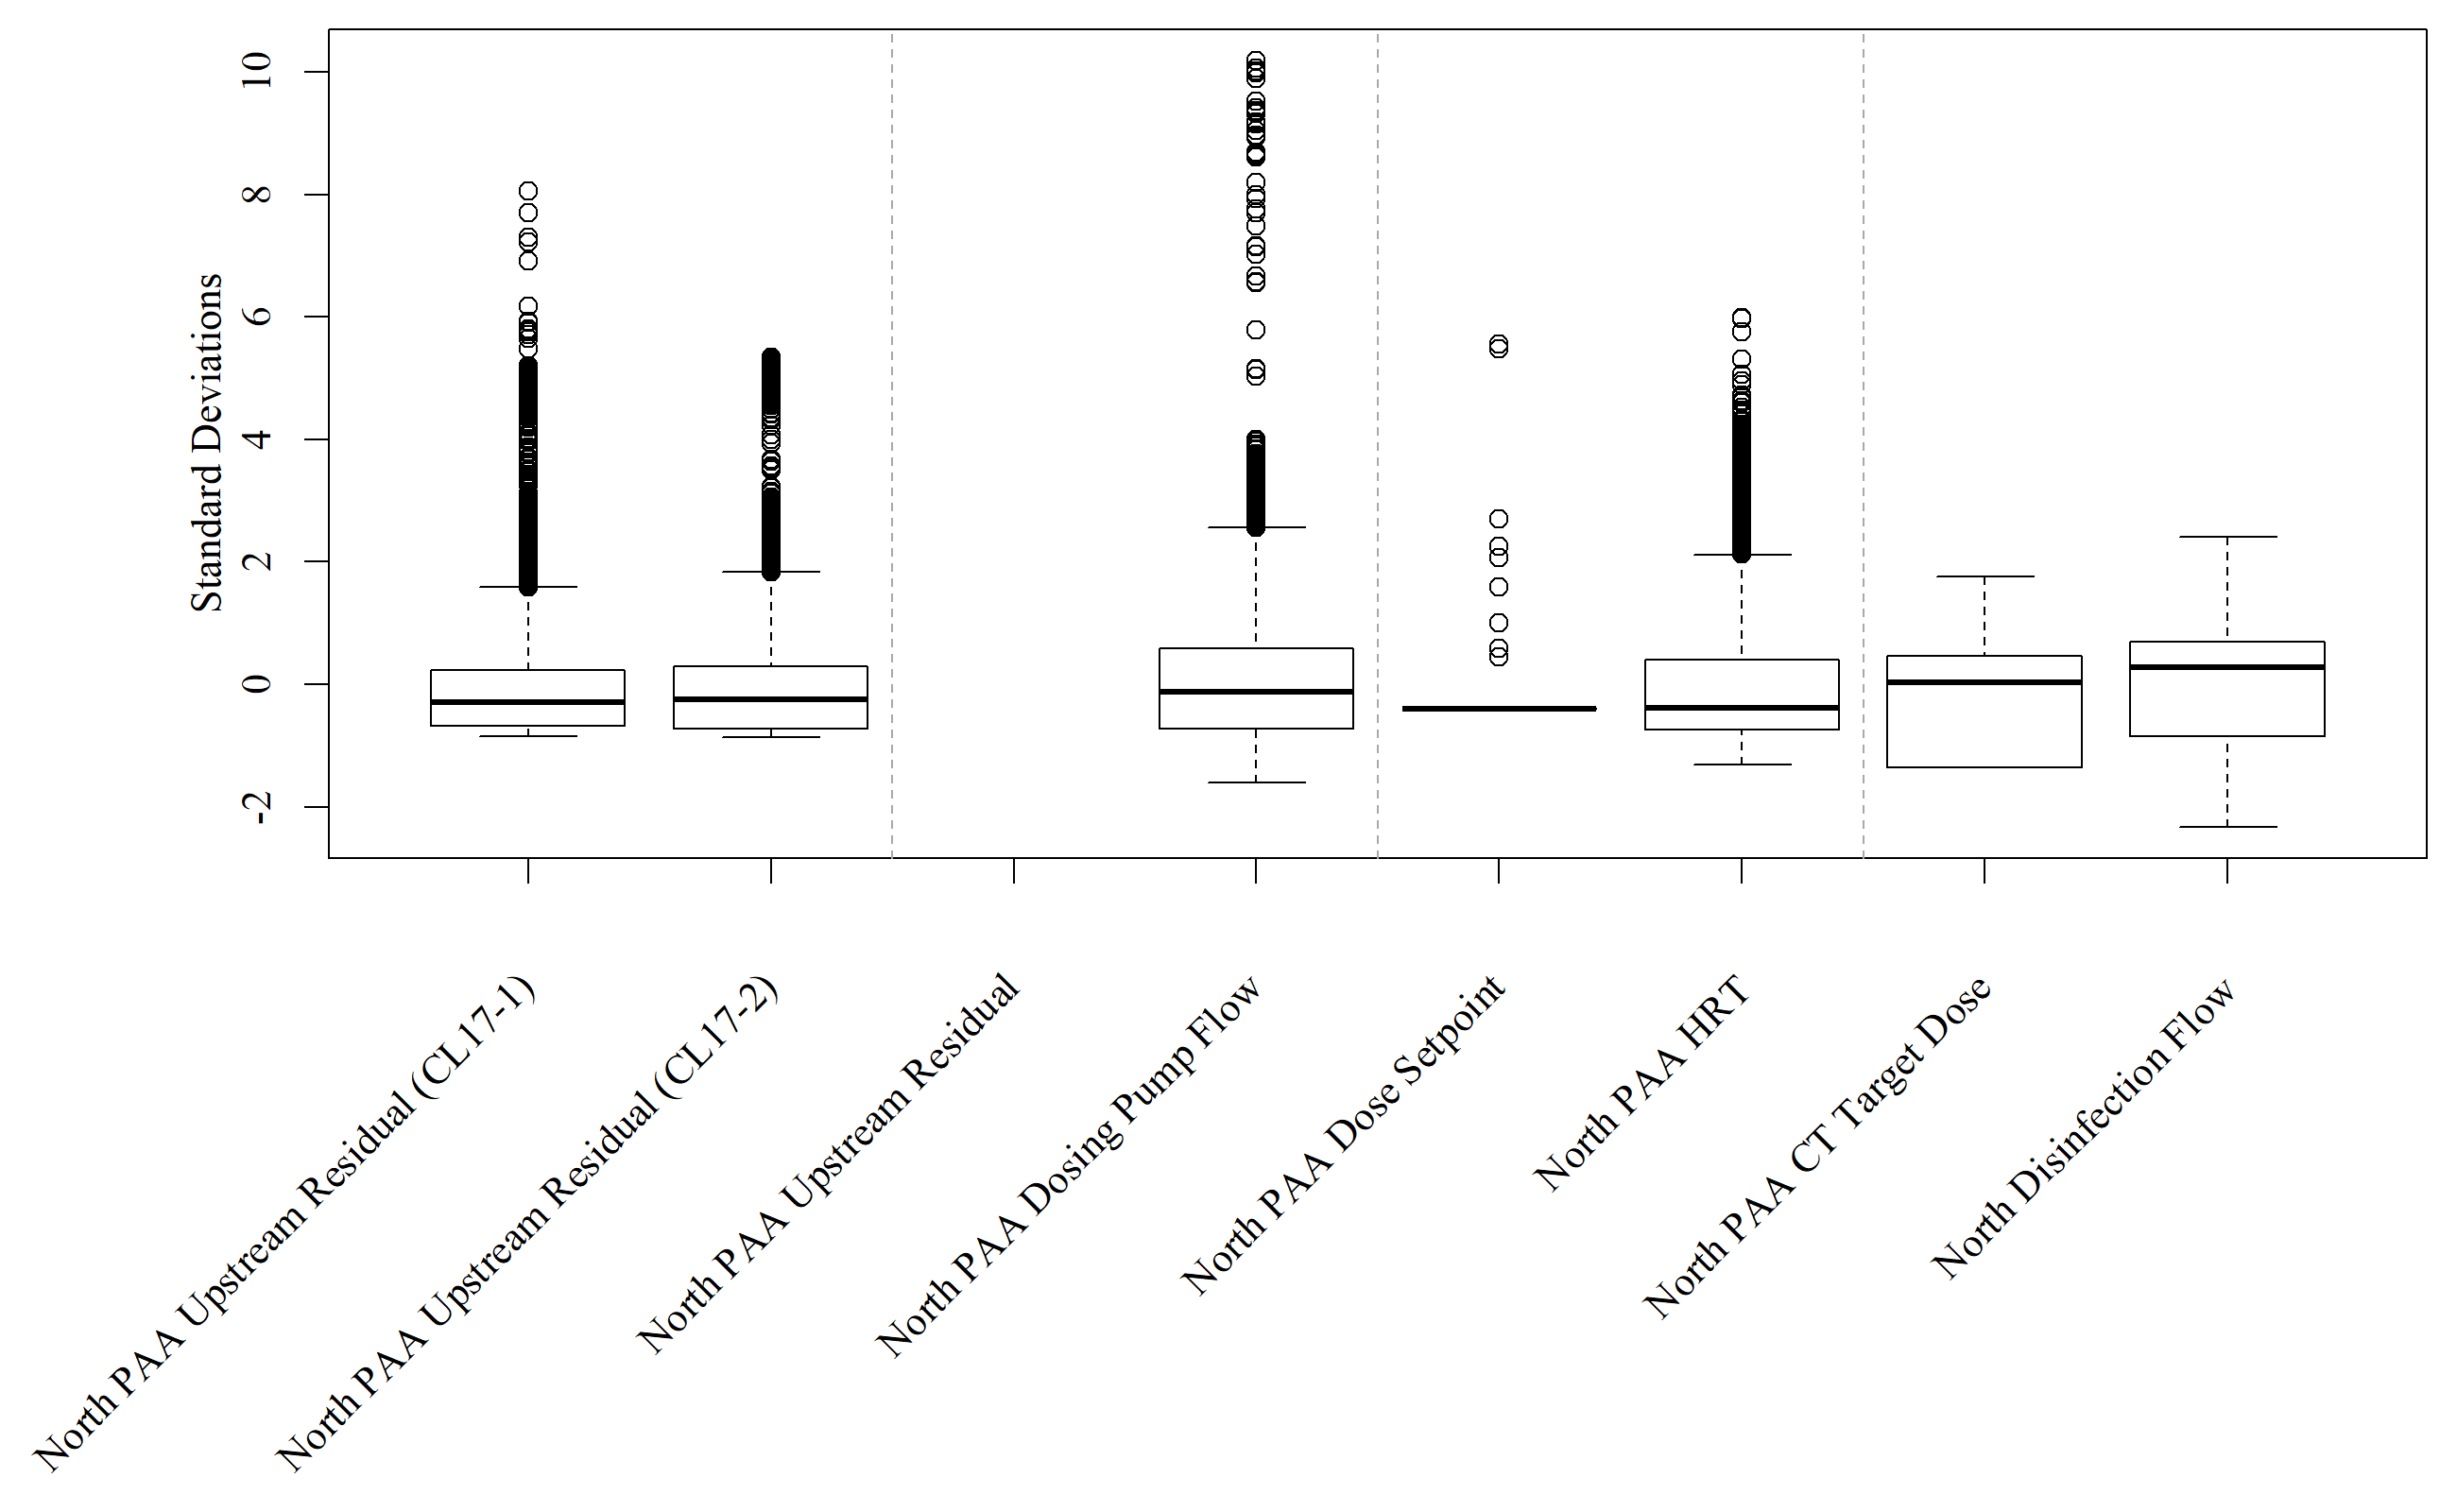 Standard Deviations
10
8
6
4
2
0
-2
North PAA Upstream Residual (CL17-1)
North PAA Upstream Residual (CL17-2)
North PAA Upstream Residual
North PAA Dosing Pump Flow
North PAA Dose Setpoint
North PAA HRT
North PAA CT Target Dose
North Disinfection Flow